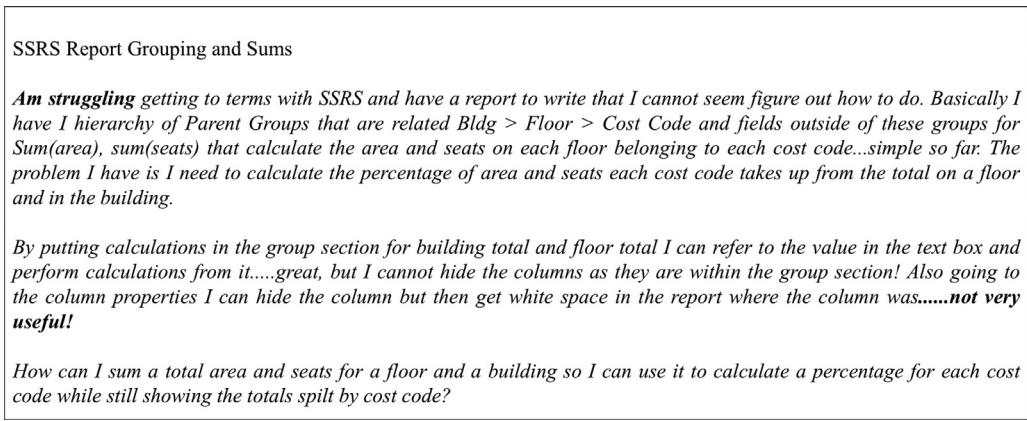 SSRS Report Grouping and Sums
Am struggling getting to terms with SSRS and have a report to write that I cannot seem figure out how to do. Basically I
have I hierarchy of Parent Groups that are related Bldg > Floor > Cost Code and fields outside of these groups for
Sum(area), sum(seats) that calculate the area and seats on each floor belonging to each cost code...simple so far. The
problem I have is I need to calculate the percentage of area and seats each cost code takes up from the total on a floor
and in the building.
By putting calculations in the group section for building total and floor total I can refer to the value in the text box and
perform calculations from it.....great, but I cannot hide the columns as they are within the group section! Also going to
the column properties I can hide the column but then get white space in the report where the column was......not very
useful!
How can I sum a total area and seats for a floor and a building so I can use it to calculate a percentage for each cost
code while still showing the totals spilt by cost code?